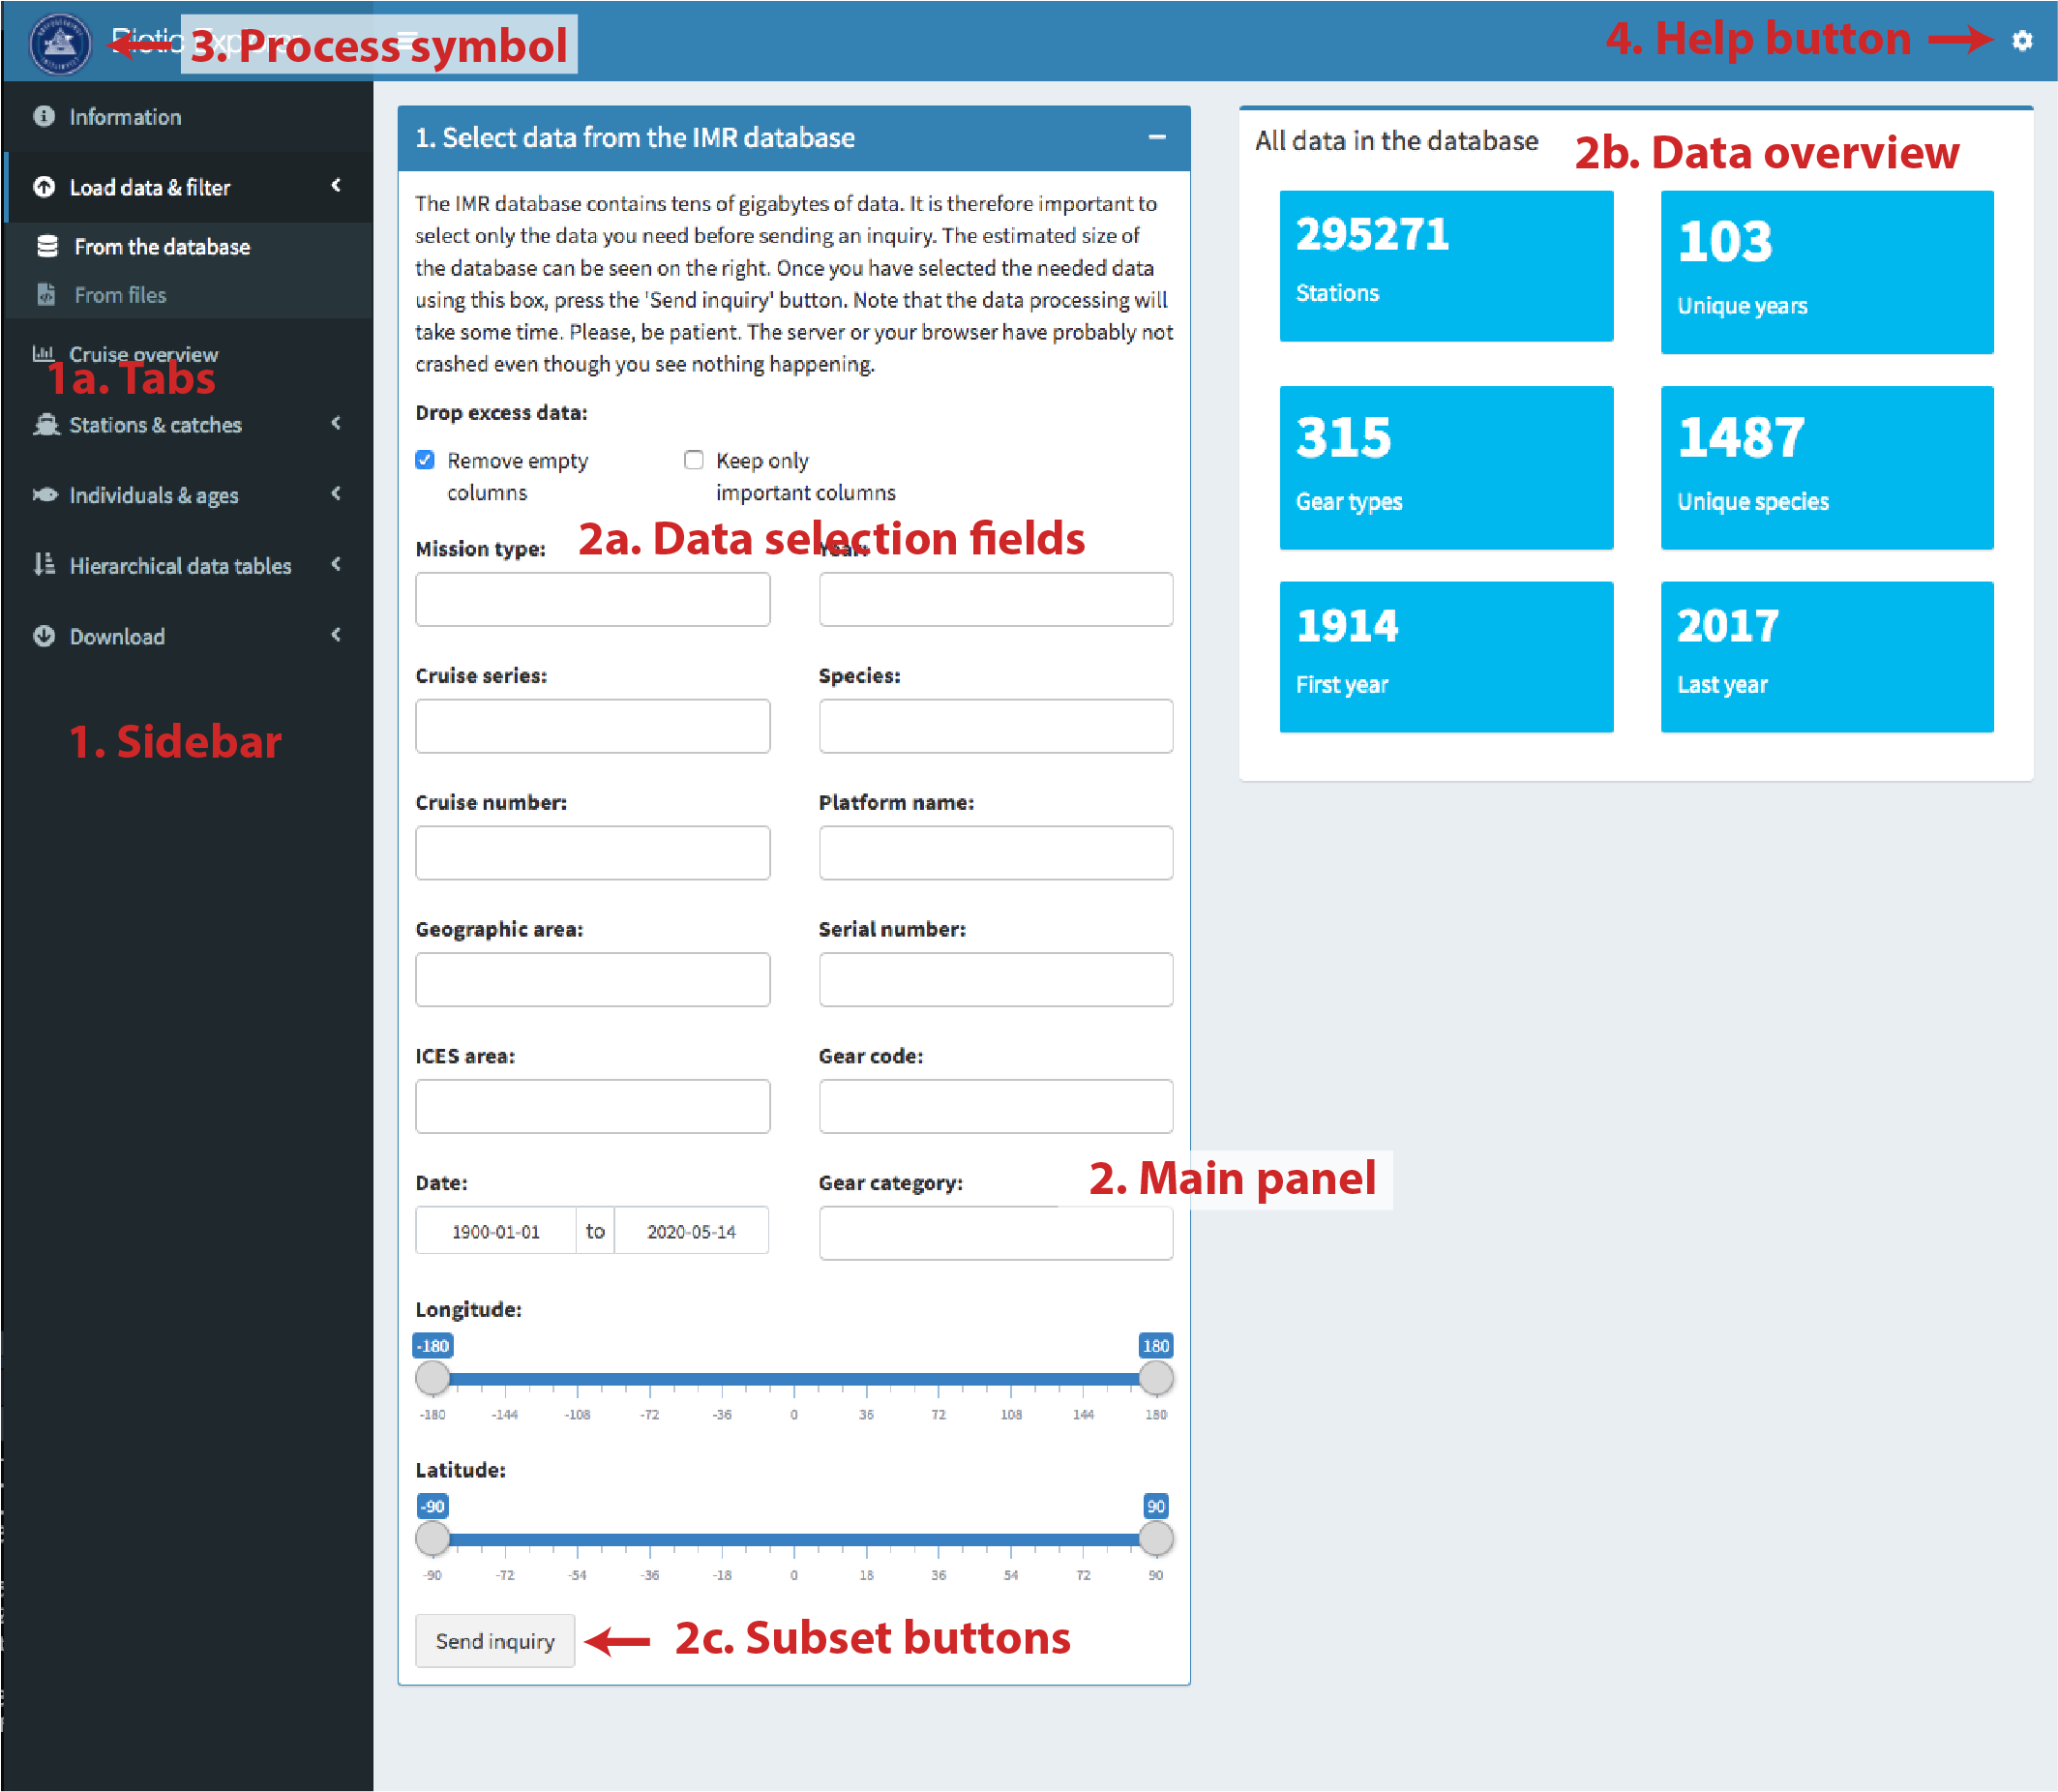 Biotic Explorer
3. Process symbol
4. Help button
Information
Load data & filter
From the database
From files
Cruise overview
1a. Tabs
Stations & catches
Individuals & ages
Hierarchical data tables
Download
1. Sidebar
1. Select data from the IMR database
The IMR database contains tens of gigabytes of data. It is therefore important to
select only the data you need before sending an inquiry. The estimated size of
the database can be seen on the right. Once you have selected the needed data
using this box, press the 'Send inquiry' button. Note that the data processing will
take some time. Please, be patient. The server or your browser have probably not
crashed even though you see nothing happening.
Drop excess data:
Remove empty
columns
Keep only
important columns
2a. Data selection fields
Mission type:
Year:
Cruise series:
Species:
Cruise number:
Platform name:
Geographic area:
Serial number:
ICES area:
Gear code:
2. Main panel
Date:
Gear category:
1900-01-01 to 2020-05-14
Longitude:
-180 180
-180 -144 -108 -72 -36 0 36 72 108 144 180
Latitude:
-90 90
-90 -72 -54 -36 -18 0 18 36 54 72 90
Send inquiry
2c. Subset buttons
All data in the database
2b. Data overview
295271
Stations
103
Unique years
315
Gear types
1487
Unique species
1914
First year
2017
Last year